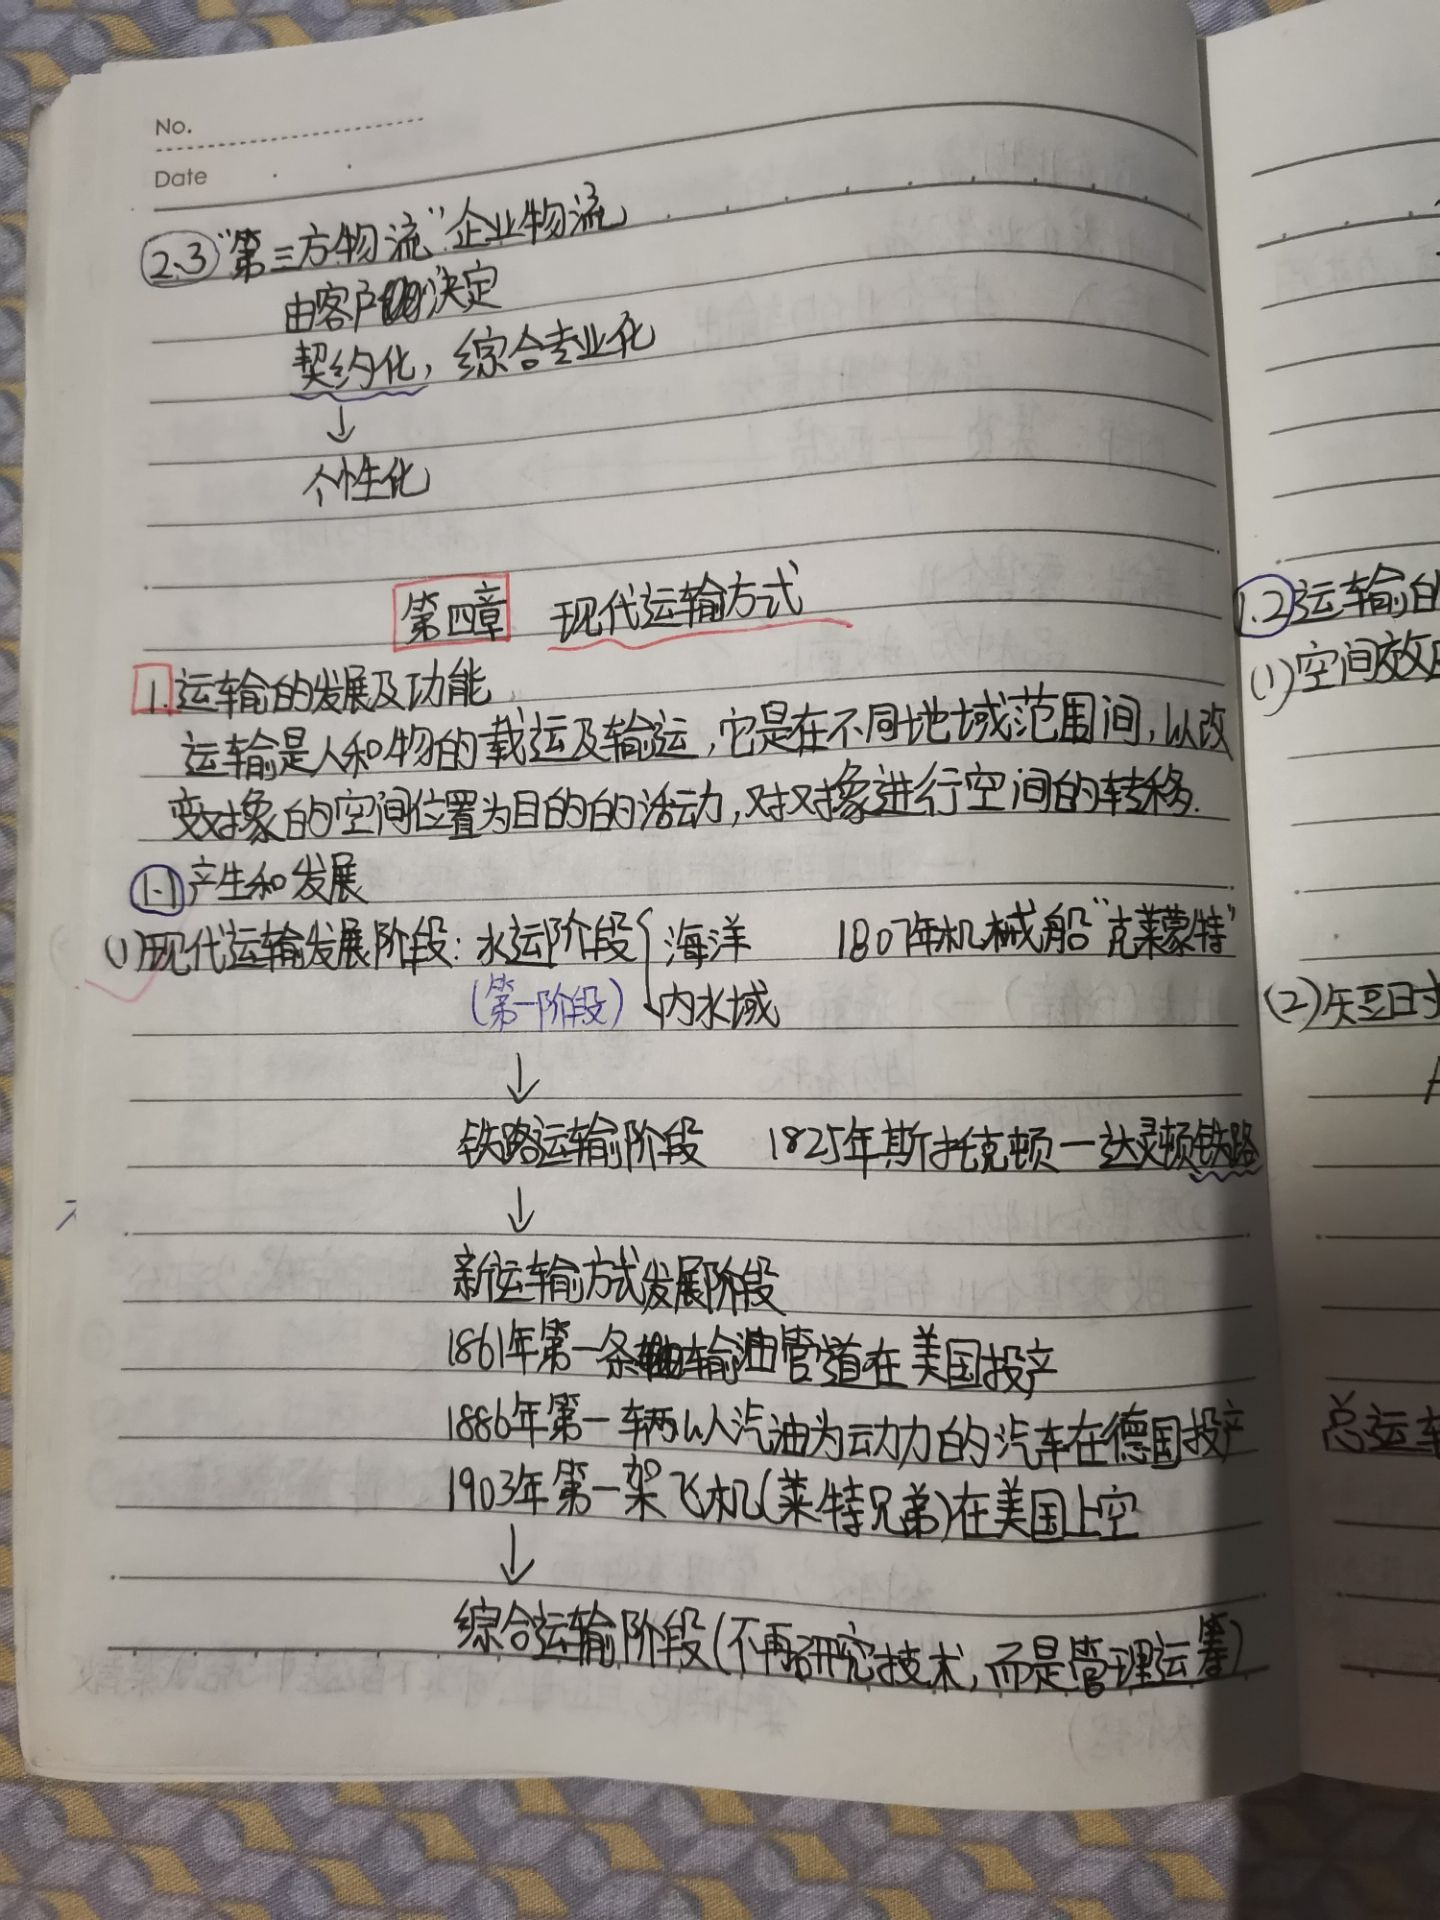 No.
Date
2.3 "第三方物流"企业物流
由客户决定
契约化，综合专业化
↓
个性化
第四章 现代运输方式
1. 运输的发展及功能
运输是人和物的载运及输运，它是在不同地域范围间，以改
变对象的空间位置为目的的活动，对对象进行空间的转移.
1.1 产生和发展
(1)现代运输发展阶段：水运阶段{海洋 1807年机械船"克莱蒙特"
(第一阶段) 内水域
↓
铁路运输阶段 1825年斯托克顿—达灵顿铁路
↓
新运输方式发展阶段
1861年第一条输油管道在美国投产
1886年第一辆以汽油为动力的汽车在德国投产
1903年第一架飞机(莱特兄弟)在美国上空
↓
综合运输阶段(不再研究技术，而是管理运筹)
1.2 运输的
(1)空间效
(2)
总运